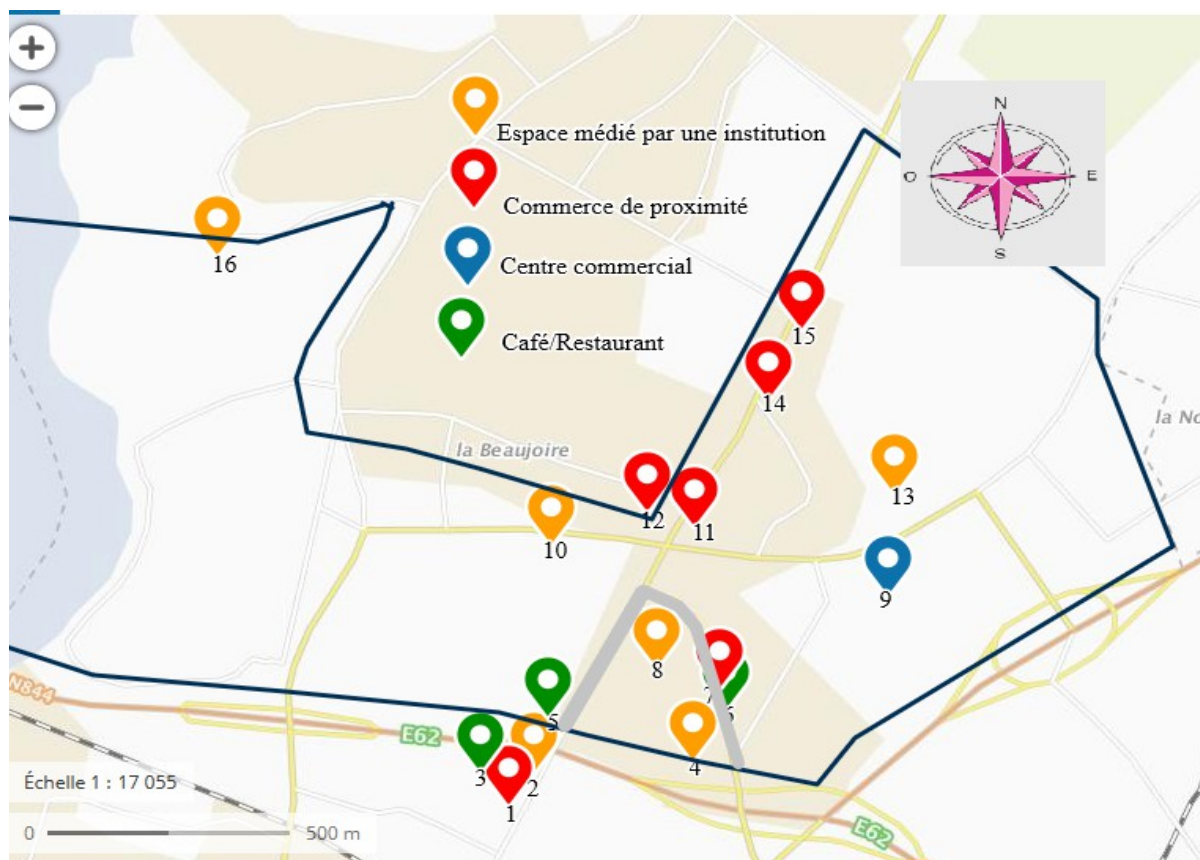 +
−
N
O
E
S
Espace médié par une institution
Commerce de proximité
Centre commercial
Café/Restaurant
16
15
14
la No
la Beaujoire
13
12
11
10
9
8
7
6
5
N844
E62
4
3
2
1
Échelle 1 : 17 055
0 500 m
E62